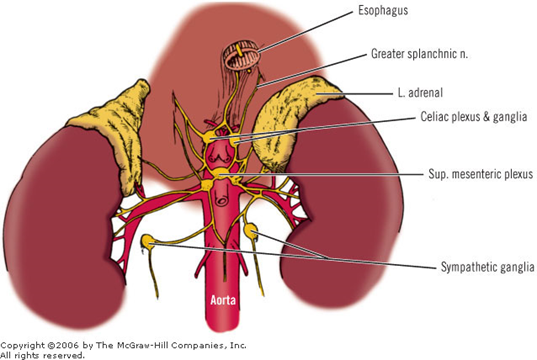 Esophagus
Greater splanchnic n.
L. adrenal
Celiac plexus & ganglia
Sup. mesenteric plexus
Sympathetic ganglia
Aorta
Copyright ©2006 by The McGraw-Hill Companies, Inc.
All rights reserved.